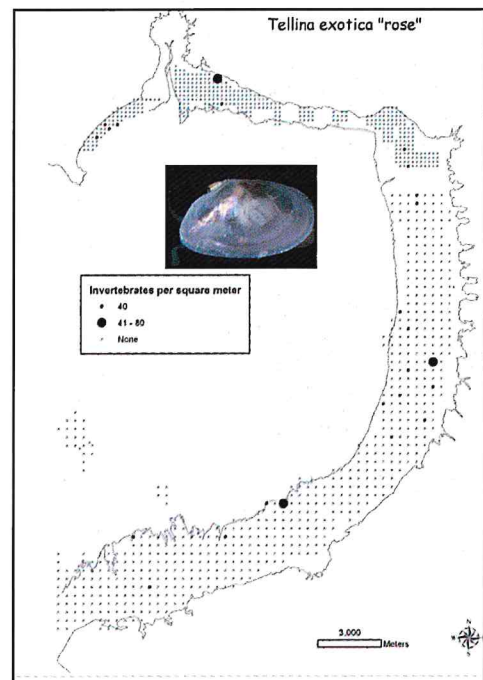 Tellina exotica "rose"
Invertebrates per square meter
40
41 - 80
None
3,000
Meters
N
W
E
S